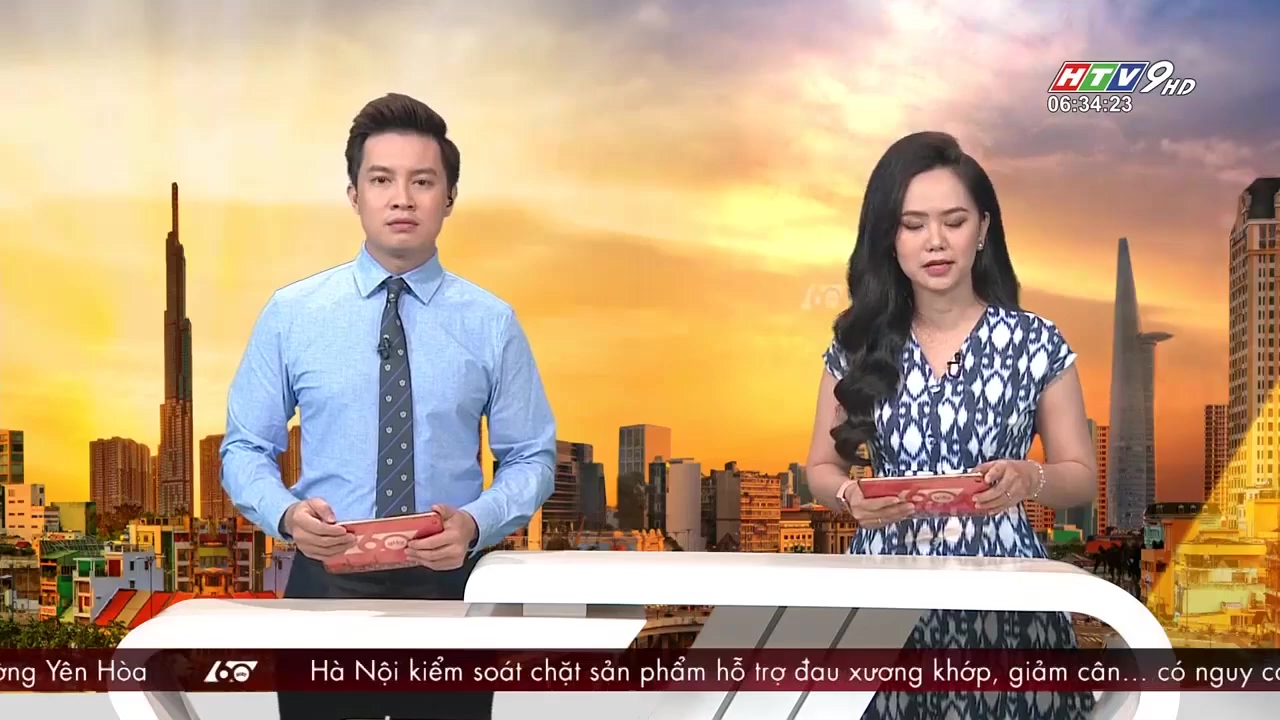 HTV9HD
06:34:23
Yên Hòa 60 Hà Nội kiểm soát chặt sản phẩm hỗ trợ đau xương khớp, giảm cân... có nguy